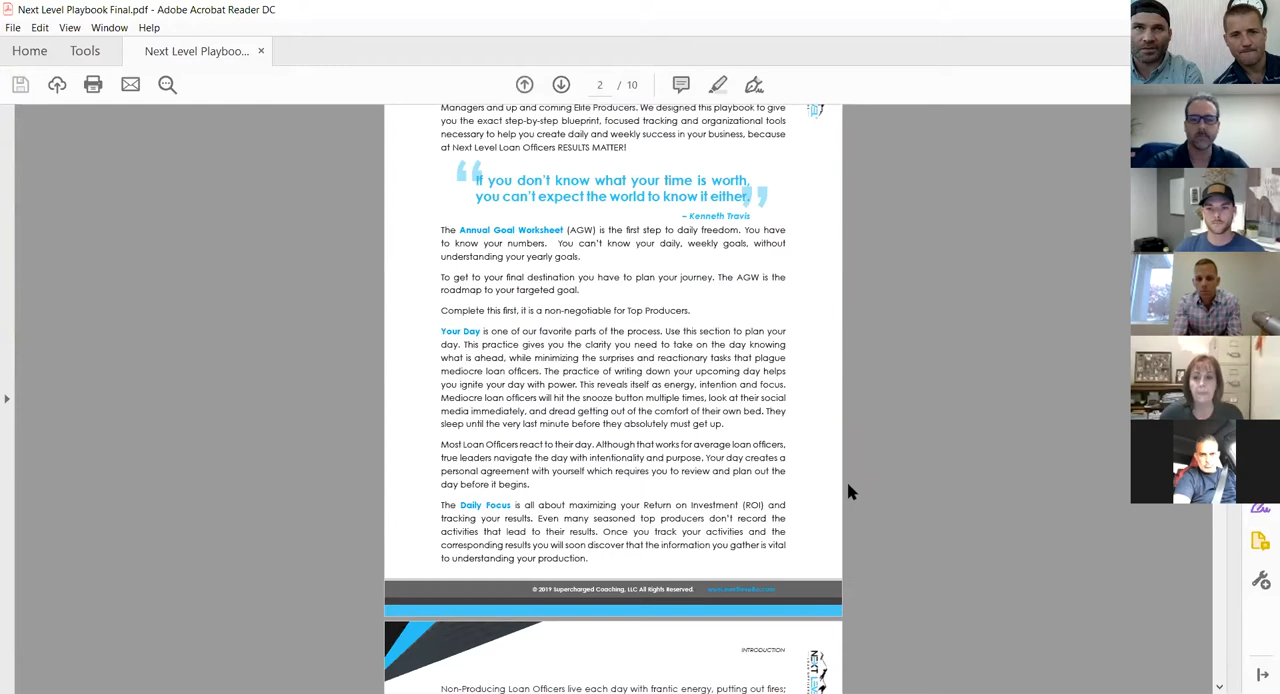 Next Level Playbook Final.pdf - Adobe Acrobat Reader DC
File Edit View Window Help
Home Tools Next Level Playboo... ×
2 / 10
Managers and up and coming Elite Producers. We designed this playbook to give
you the exact step-by-step blueprint, focused tracking and organizational tools
necessary to help you create daily and weekly success in your business, because
at Next Level Loan Officers RESULTS MATTER!
“If you don’t know what your time is worth,
you can’t expect the world to know it either.”
– Kenneth Travis
The Annual Goal Worksheet (AGW) is the first step to daily freedom. You have
to know your numbers. You can’t know your daily, weekly goals, without
understanding your yearly goals.
To get to your final destination you have to plan your journey. The AGW is the
roadmap to your targeted goal.
Complete this first, it is a non-negotiable for Top Producers.
Your Day is one of our favorite parts of the process. Use this section to plan your
day. This practice gives you the clarity you need to take on the day knowing
what is ahead, while minimizing the surprises and reactionary tasks that plague
mediocre loan officers. The practice of writing down your upcoming day helps
you ignite your day with power. This reveals itself as energy, intention and focus.
Mediocre loan officers will hit the snooze button multiple times, look at their social
media immediately, and dread getting out of the comfort of their own bed. They
sleep until the very last minute before they absolutely must get up.
Most Loan Officers react to their day. Although that works for average loan officers,
true leaders navigate the day with intentionality and purpose. Your day creates a
personal agreement with yourself which requires you to review and plan out the
day before it begins.
The Daily Focus is all about maximizing your Return on Investment (ROI) and
tracking your results. Even many seasoned top producers don’t record the
activities that lead to their results. Once you track your activities and the
corresponding results you will soon discover that the information you gather is vital
to understanding your production.
© 2019 Supercharged Coaching, LLC All Rights Reserved.
INTRODUCTION
NEXT LEV
Non-Producing Loan Officers live each day with frantic energy, putting out fires;